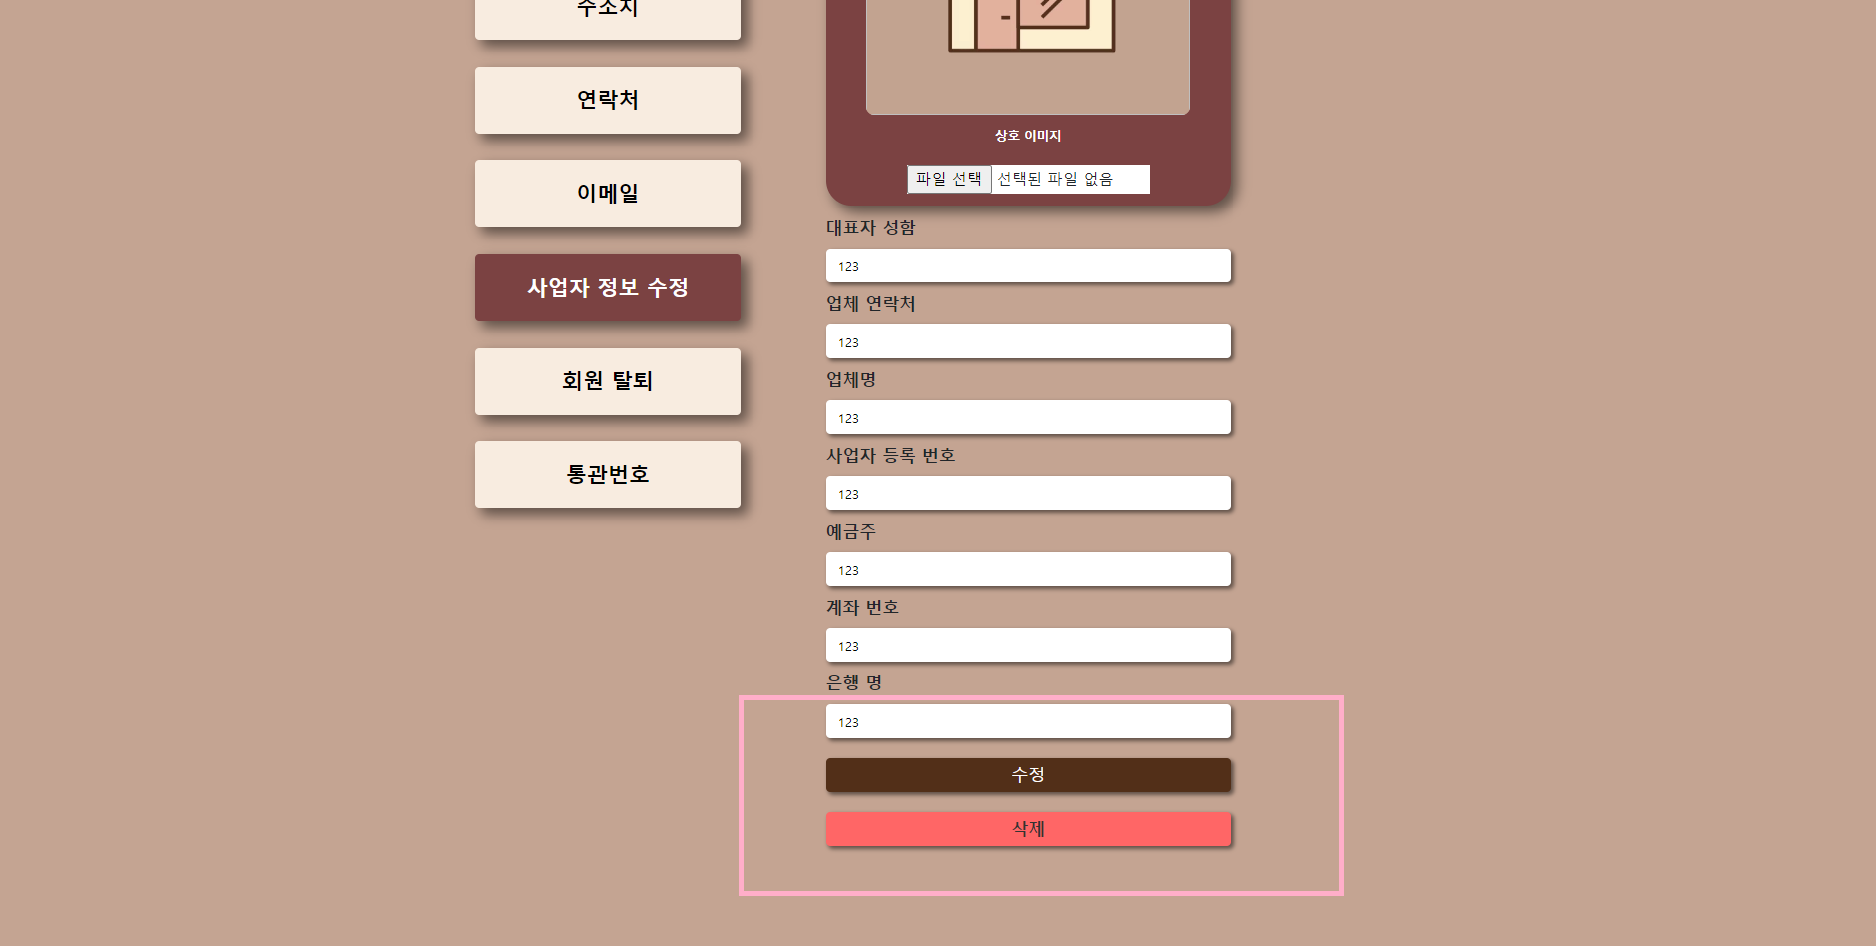 주소지
연락처
이메일
사업자 정보 수정
회원 탈퇴
통관번호
상호 이미지
파일 선택 선택된 파일 없음
대표자 성함
123
업체 연락처
123
업체명
123
사업자 등록 번호
123
예금주
123
계좌 번호
123
은행 명
123
수정
삭제